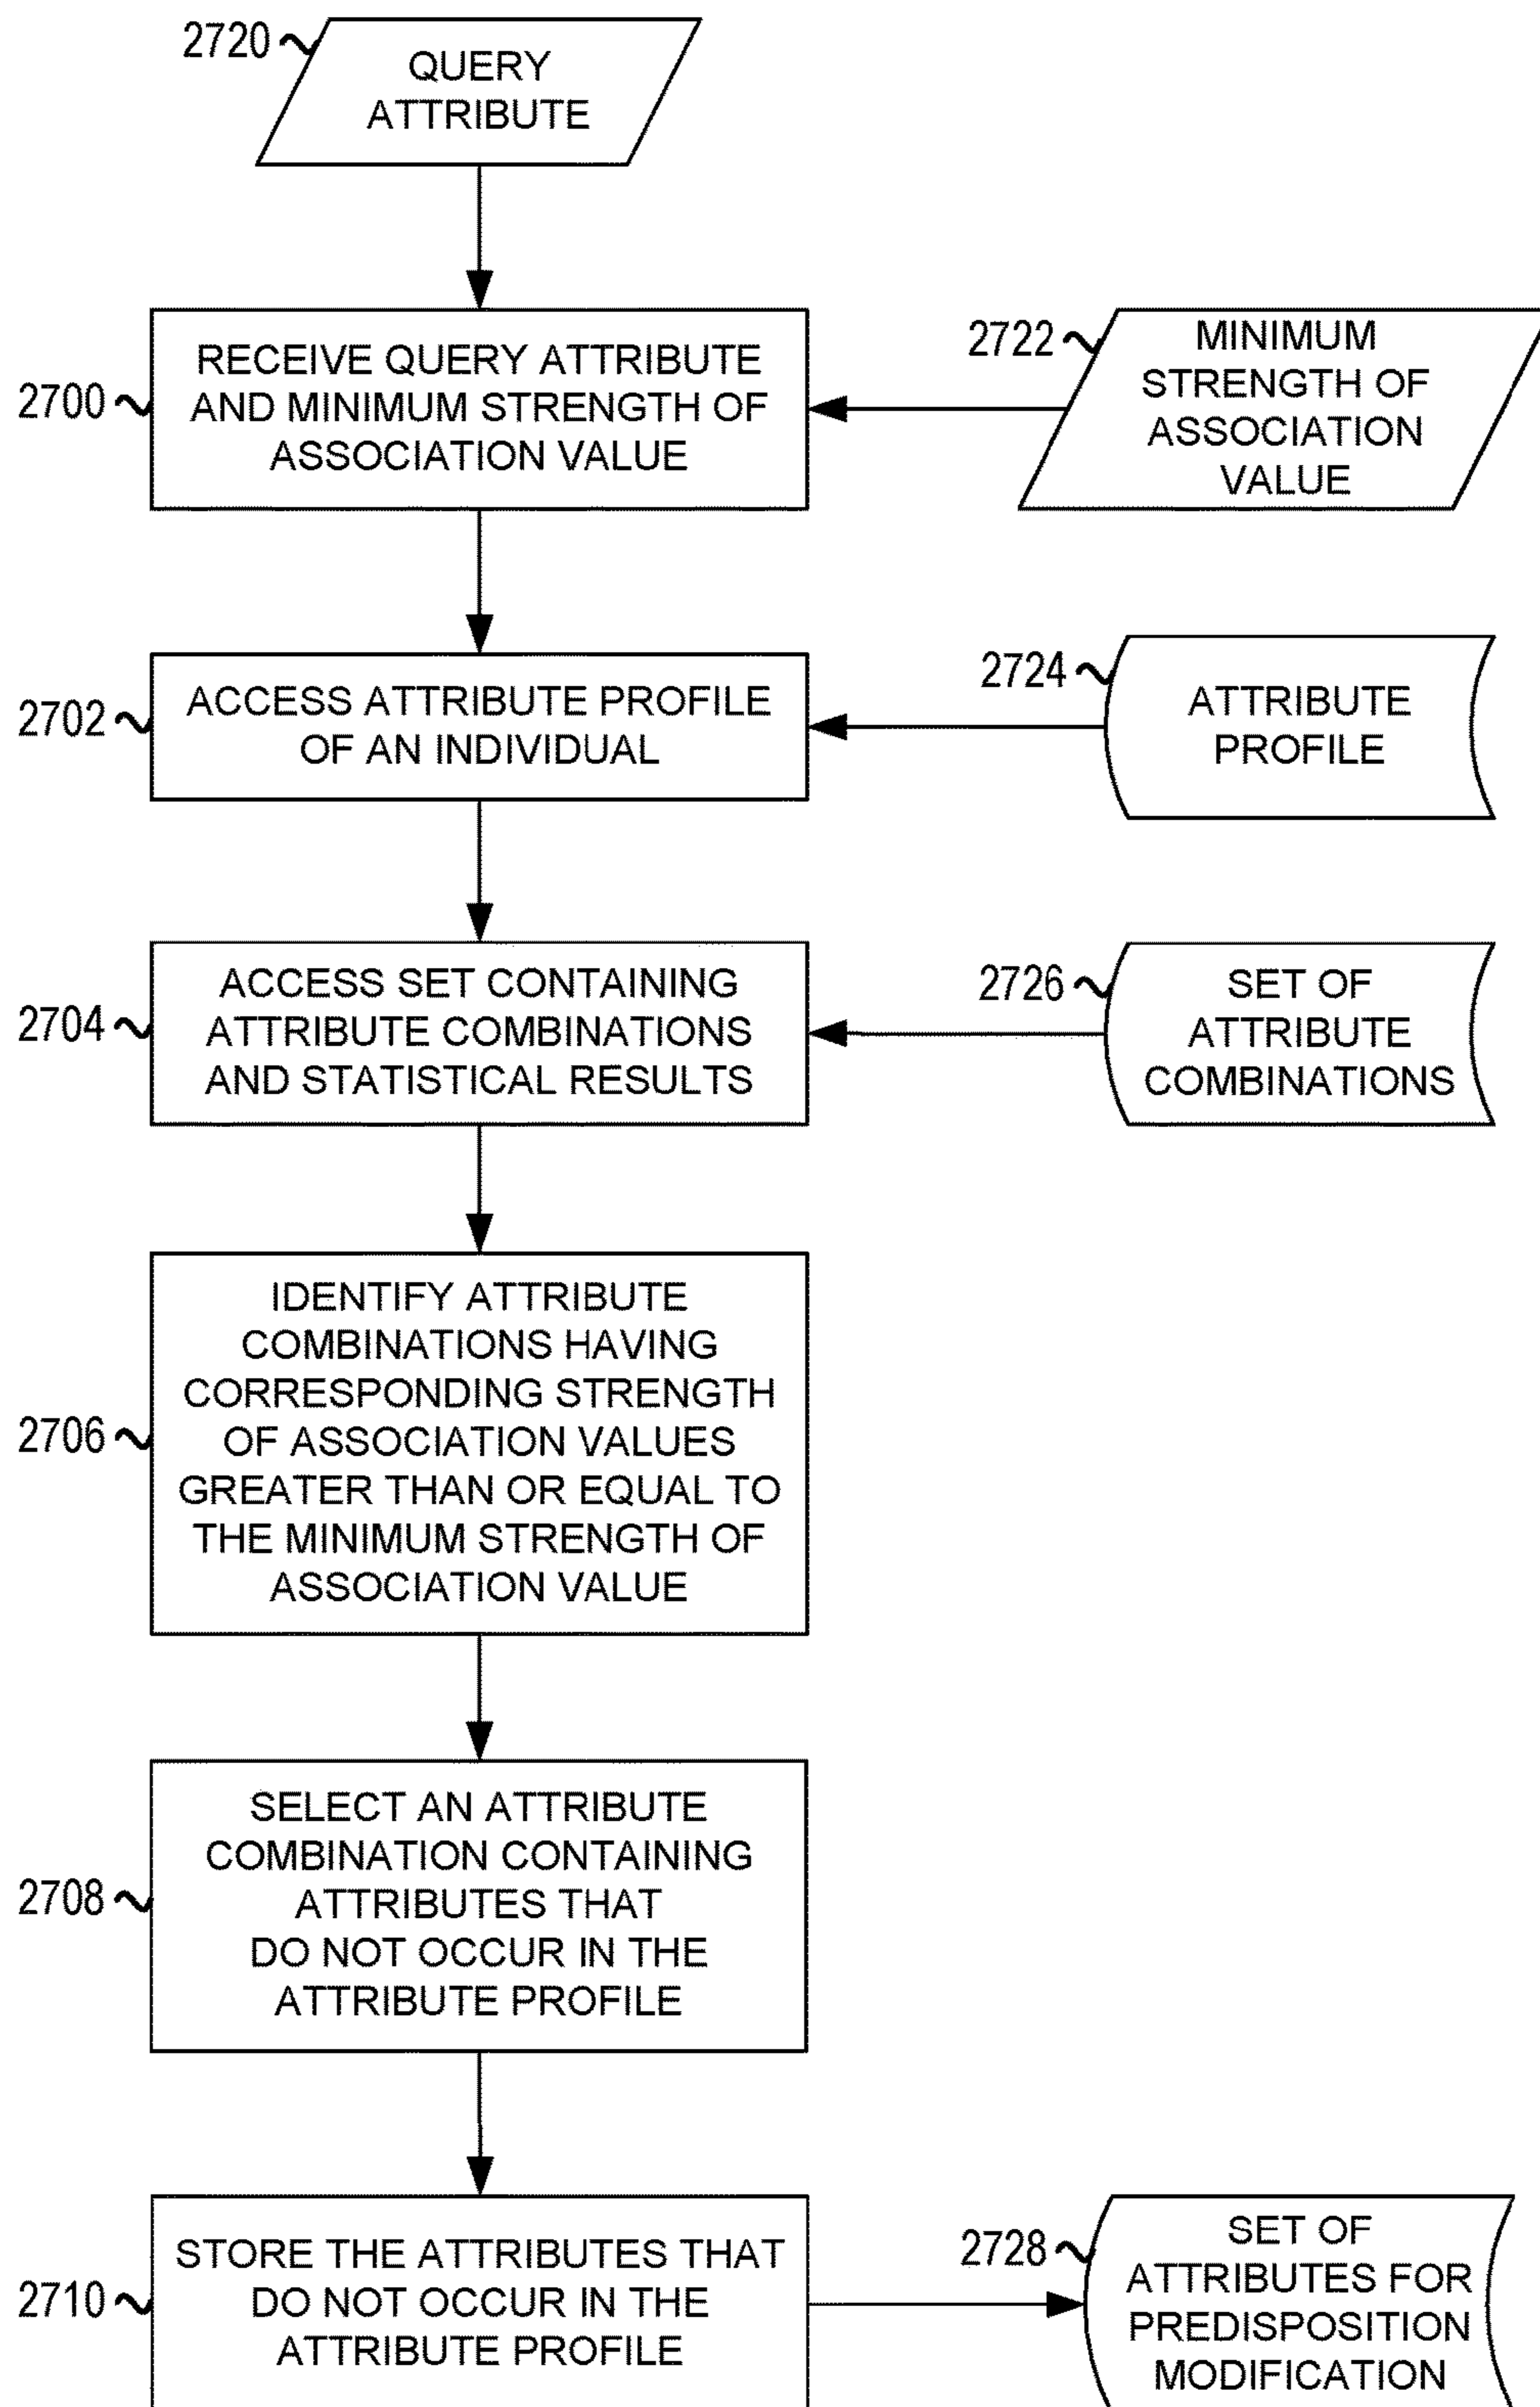 2720
QUERY
ATTRIBUTE
2700
RECEIVE QUERY ATTRIBUTE
AND MINIMUM STRENGTH OF
ASSOCIATION VALUE
2722
MINIMUM
STRENGTH OF
ASSOCIATION
VALUE
2702
ACCESS ATTRIBUTE PROFILE
OF AN INDIVIDUAL
2724
ATTRIBUTE
PROFILE
2704
ACCESS SET CONTAINING
ATTRIBUTE COMBINATIONS
AND STATISTICAL RESULTS
2726
SET OF
ATTRIBUTE
COMBINATIONS
2706
IDENTIFY ATTRIBUTE
COMBINATIONS HAVING
CORRESPONDING STRENGTH
OF ASSOCIATION VALUES
GREATER THAN OR EQUAL TO
THE MINIMUM STRENGTH OF
ASSOCIATION VALUE
2708
SELECT AN ATTRIBUTE
COMBINATION CONTAINING
ATTRIBUTES THAT
DO NOT OCCUR IN THE
ATTRIBUTE PROFILE
2710
STORE THE ATTRIBUTES THAT
DO NOT OCCUR IN THE
ATTRIBUTE PROFILE
2728
SET OF
ATTRIBUTES FOR
PREDISPOSITION
MODIFICATION